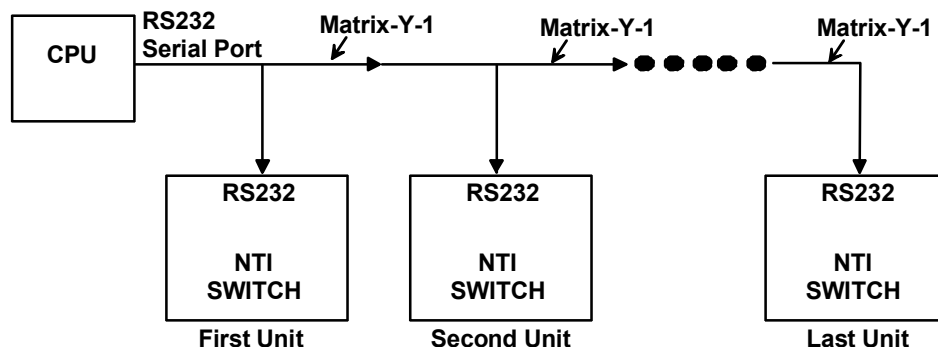 CPU
RS232
Serial Port
Matrix-Y-1
Matrix-Y-1
Matrix-Y-1
RS232
NTI
SWITCH
First Unit
RS232
NTI
SWITCH
Second Unit
RS232
NTI
SWITCH
Last Unit